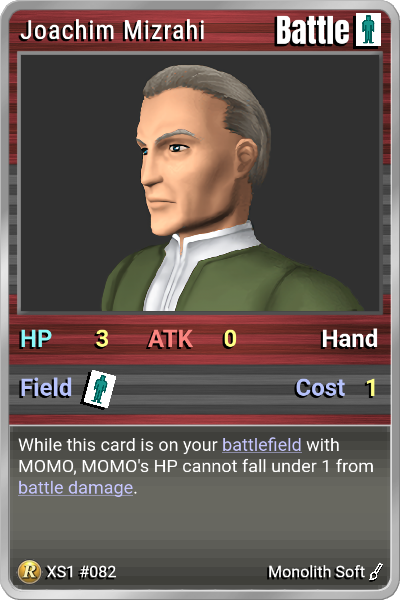 Joachim Mizrahi Battle
HP 3 ATK 0 Hand
Field Cost 1
While this card is on your battlefield with
MOMO, MOMO's HP cannot fall under 1 from
battle damage.
R XS1 #082 Monolith Soft